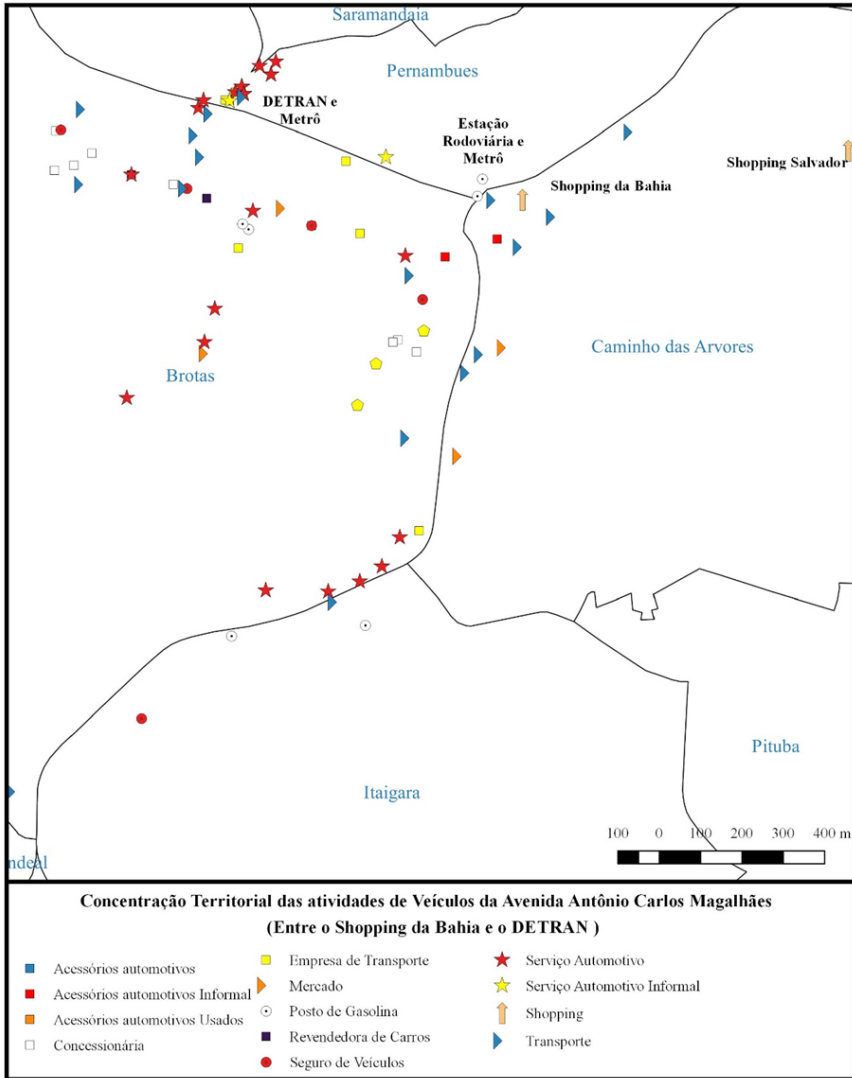 Saramandaia
Pernambues
DETRAN e
Metrô
Estação
Rodoviária e
Metrô
Shopping Salvador
Shopping da Bahia
Caminho das Arvores
Brotas
Pituba
Itaigara
ndeal
100 0 100 200 300 400 m
Concentração Territorial das atividades de Veículos da Avenida Antônio Carlos Magalhães
(Entre o Shopping da Bahia e o DETRAN )
Acessórios automotivos
Acessórios automotivos Informal
Acessórios automotivos Usados
Concessionária
Empresa de Transporte
Mercado
Posto de Gasolina
Revendedora de Carros
Seguro de Veículos
Serviço Automotivo
Serviço Automotivo Informal
Shopping
Transporte